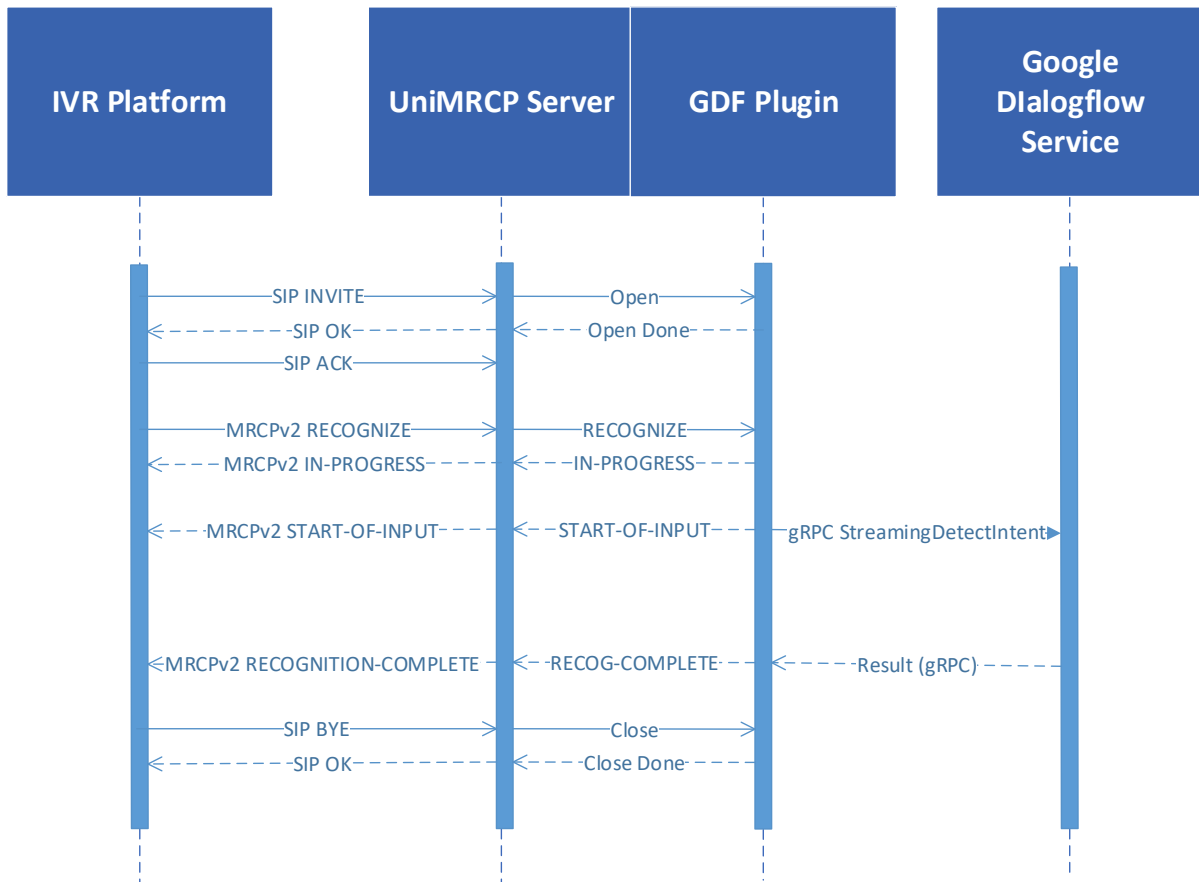 IVR Platform
UniMRCP Server
GDF Plugin
Google
DIalogflow
Service
SIP INVITE
Open
SIP OK
Open Done
SIP ACK
MRCPv2 RECOGNIZE
RECOGNIZE
MRCPv2 IN-PROGRESS
IN-PROGRESS
MRCPv2 START-OF-INPUT
START-OF-INPUT
gRPC StreamingDetectIntent
MRCPv2 RECOGNITION-COMPLETE
RECOG-COMPLETE
Result (gRPC)
SIP BYE
Close
SIP OK
Close Done